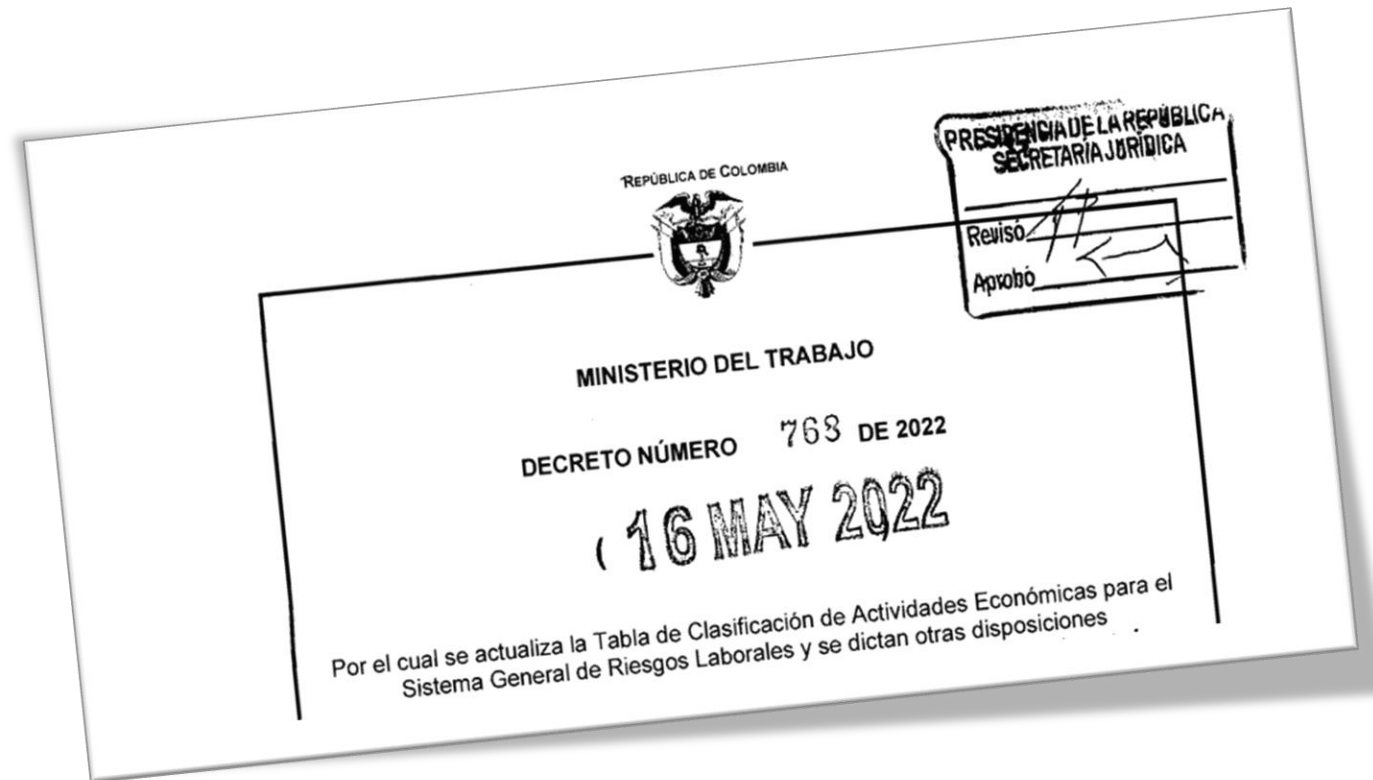 REPÚBLICA DE COLOMBIA
PRESIDENCIA DE LA REPÚBLICA
SECRETARÍA JURÍDICA
Revisó
Aprobó
MINISTERIO DEL TRABAJO
DECRETO NÚMERO 768 DE 2022
( 16 MAY 2022
Por el cual se actualiza la Tabla de Clasificación de Actividades Económicas para el
Sistema General de Riesgos Laborales y se dictan otras disposiciones